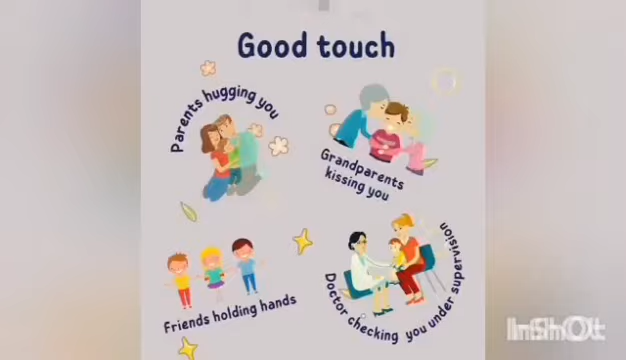 Good touch
Parents hugging you
Grandparents
kissing you
Friends holding hands
Doctor checking you under supervision
InShOt